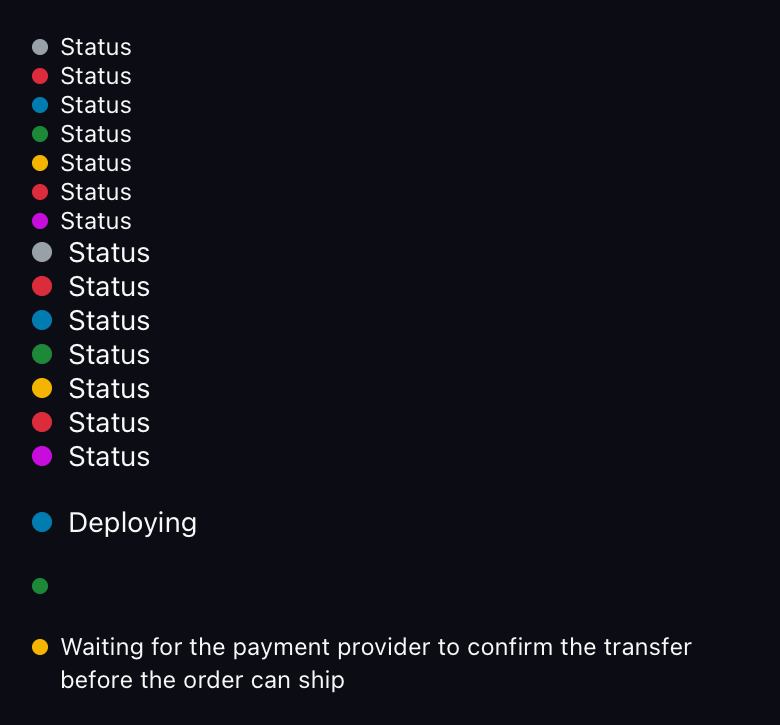 Status
Status
Status
Status
Status
Status
Status
Status
Status
Status
Status
Status
Status
Status
Deploying
Waiting for the payment provider to confirm the transfer
before the order can ship